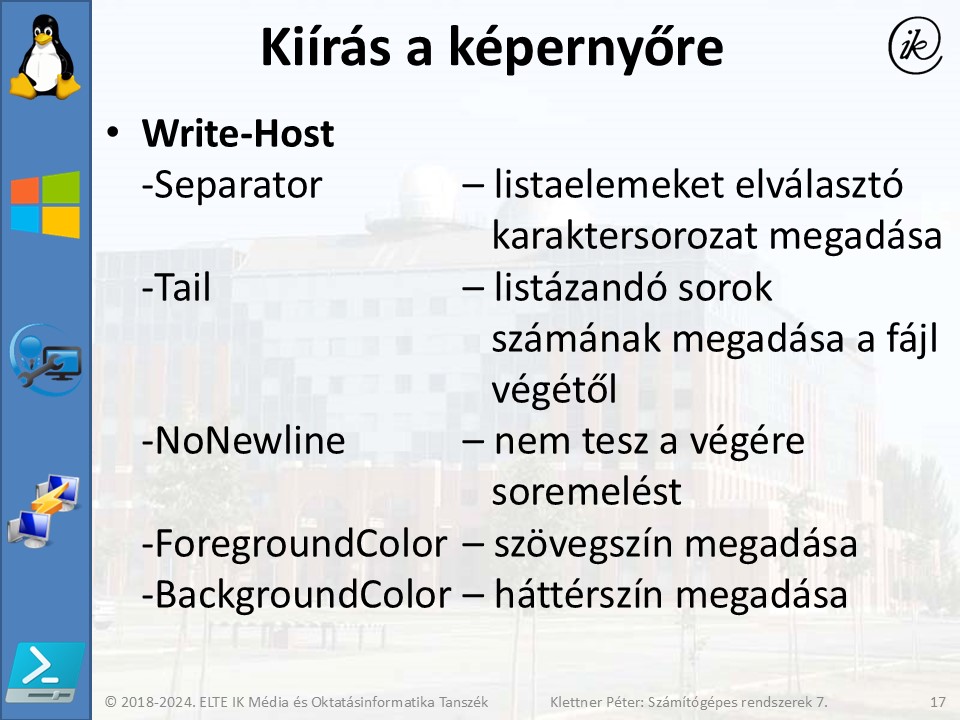 Kiírás a képernyőre
ik
• Write-Host
-Separator – listaelemeket elválasztó
karaktersorozat megadása
-Tail – listázandó sorok
számának megadása a fájl
végétől
-NoNewline – nem tesz a végére
soremelést
-ForegroundColor – szövegszín megadása
-BackgroundColor – háttérszín megadása
© 2018-2024. ELTE IK Média és Oktatásinformatika Tanszék Klettner Péter: Számítógépes rendszerek 7. 17